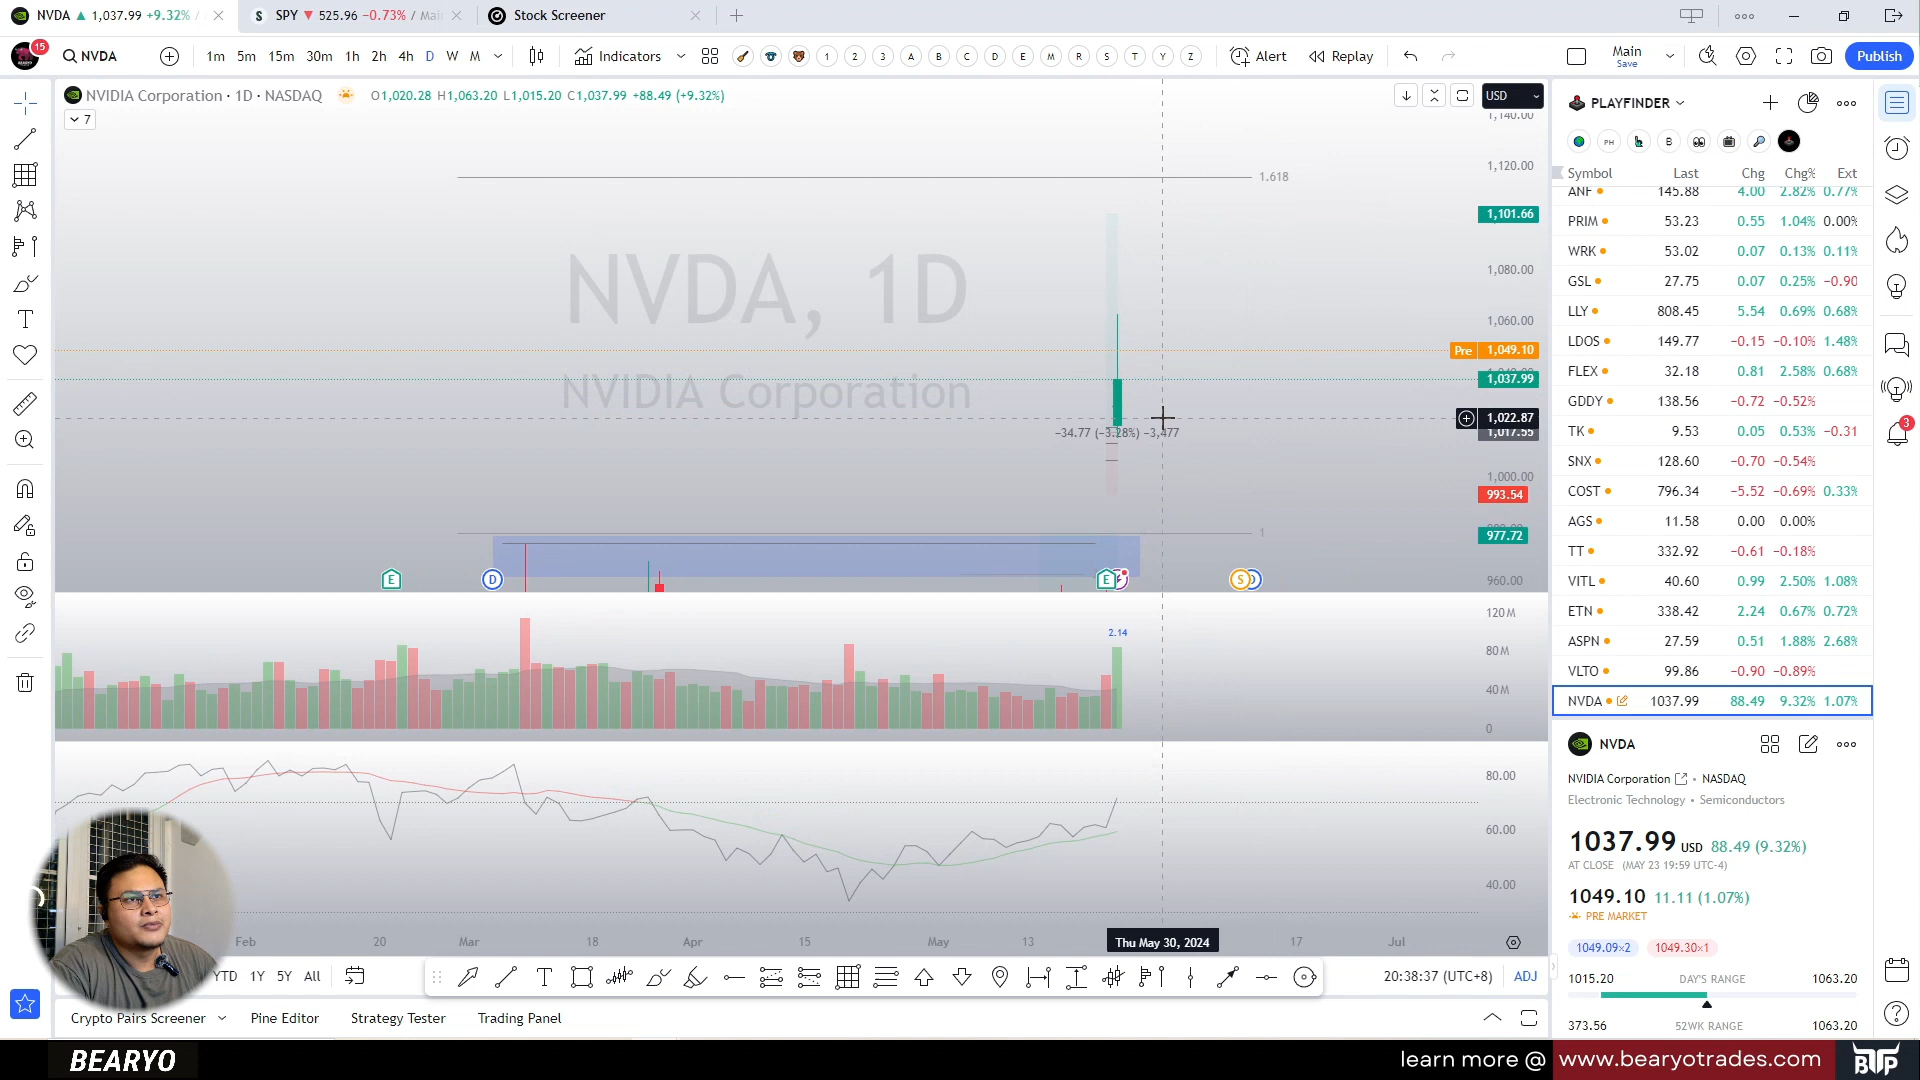 NVDA ▲ 1,037.99 +9.32% /
SPY ▼ 525.96 −0.73% / Mai
Stock Screener
15
NVDA
1m 5m 15m 30m 1h 2h 4h D W M
Indicators
1 2 3 A B C D E M R S T Y Z
Alert
Replay
Main
Save
Publish
NVIDIA Corporation · 1D · NASDAQ
O1,020.28 H1,063.20 L1,015.20 C1,037.99 +88.49 (+9.32%)
USD
7
1,140.00
1,120.00
1.618
1,101.66
NVDA, 1D
NVIDIA Corporation
1,080.00
1,060.00
Pre 1,049.10
1,037.99
1,022.87
1,017.55
−34.77 (−3.28%) −3,477
1,000.00
993.54
1
977.72
960.00
E D E S D
120 M
2.14
80 M
40 M
0
80.00
60.00
40.00
Feb 20 Mar 18 Apr 15 May 13 Thu May 30, 2024 17 Jul
YTD 1Y 5Y All
T
20:38:37 (UTC+8) ADJ
Crypto Pairs Screener
Pine Editor
Strategy Tester
Trading Panel
PLAYFINDER
PH B
Symbol Last Chg Chg% Ext
ANF 145.88 4.00 2.82% 0.77%
PRIM 53.23 0.55 1.04% 0.00%
WRK 53.02 0.07 0.13% 0.11%
GSL 27.75 0.07 0.25% −0.90
LLY 808.45 5.54 0.69% 0.68%
LDOS 149.77 −0.15 −0.10% 1.48%
FLEX 32.18 0.81 2.58% 0.68%
GDDY 138.56 −0.72 −0.52%
TK 9.53 0.05 0.53% −0.31
SNX 128.60 −0.70 −0.54%
COST 796.34 −5.52 −0.69% 0.33%
AGS 11.58 0.00 0.00%
TT 332.92 −0.61 −0.18%
VITL 40.60 0.99 2.50% 1.08%
ETN 338.42 2.24 0.67% 0.72%
ASPN 27.59 0.51 1.88% 2.68%
VLTO 99.86 −0.90 −0.89%
NVDA 1037.99 88.49 9.32% 1.07%
3
NVDA
NVIDIA Corporation • NASDAQ
Electronic Technology • Semiconductors
1037.99 USD 88.49 (9.32%)
AT CLOSE (MAY 23 19:59 UTC-4)
1049.10 11.11 (1.07%)
PRE MARKET
1049.09×2 1049.30×1
1015.20 DAY'S RANGE 1063.20
373.56 52WK RANGE 1063.20
BEARYO
learn more @ www.bearyotrades.com
BTP